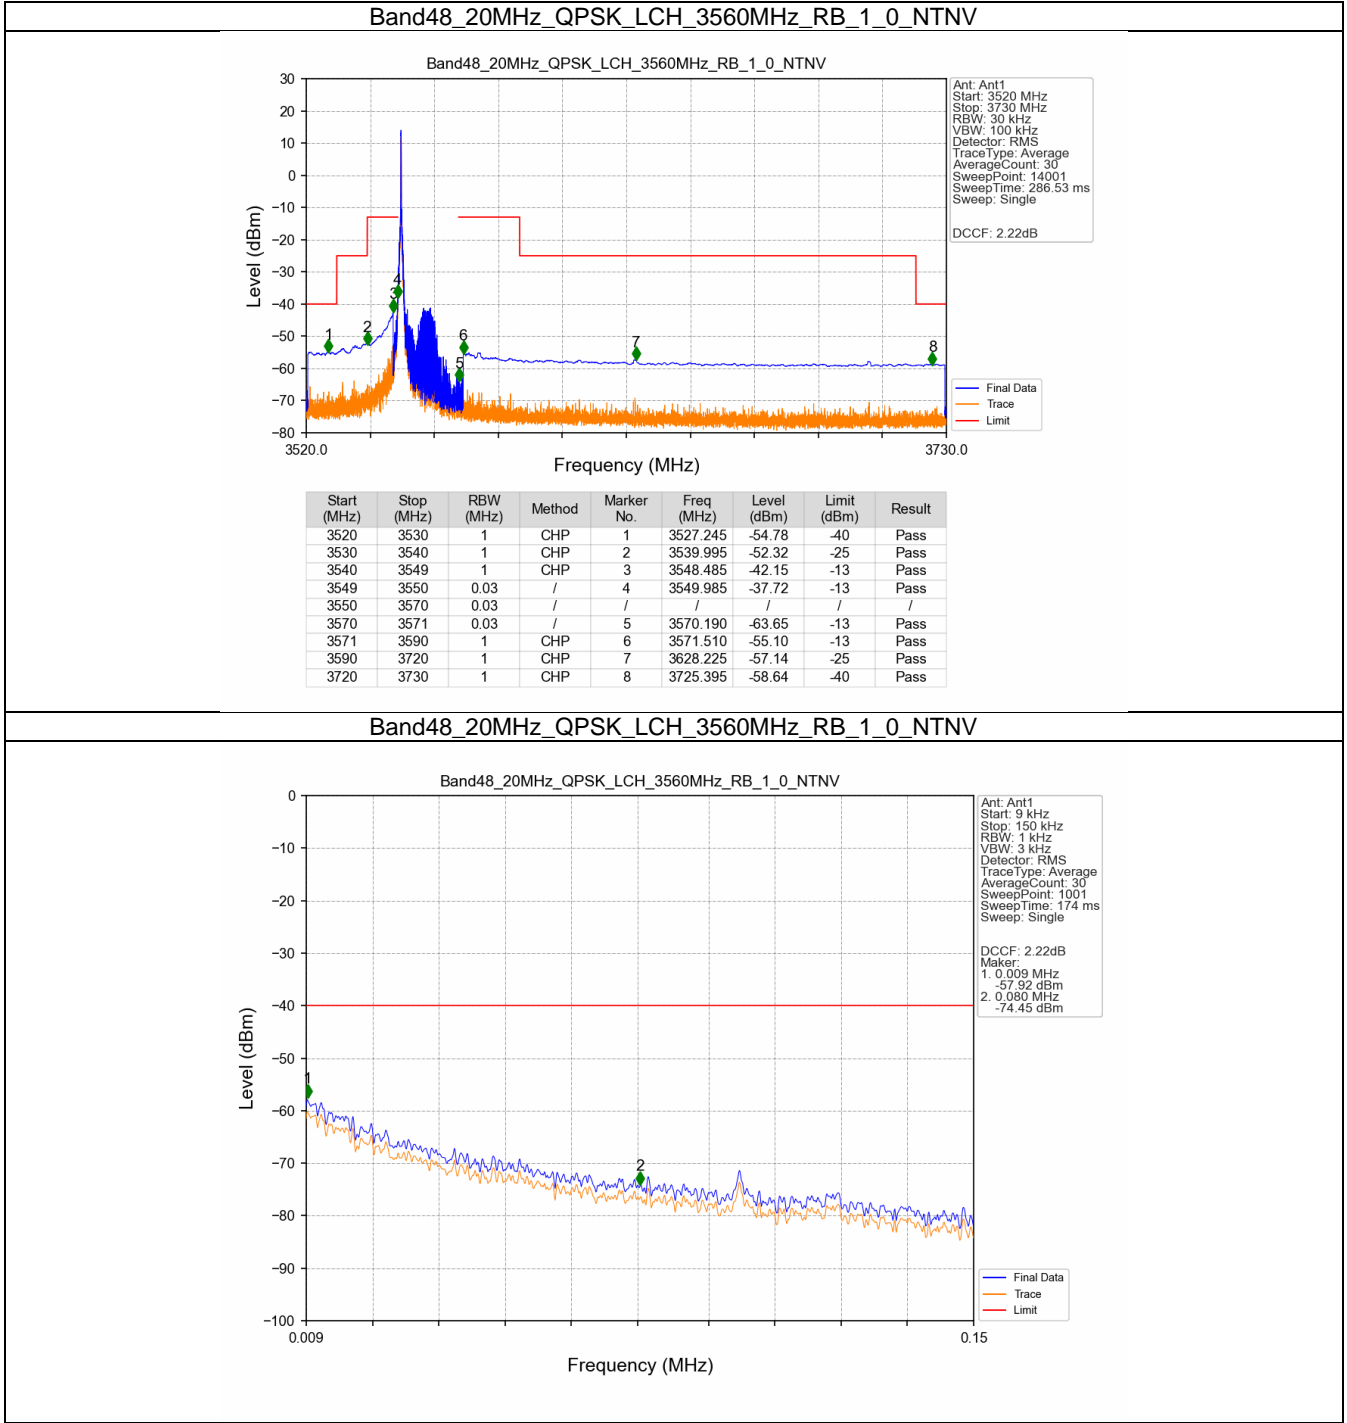 Band48_20MHz_QPSK_LCH_3560MHz_RB_1_0_NTNV
Band48_20MHz_QPSK_LCH_3560MHz_RB_1_0_NTNV
30
20
10
0
−10
−20
−30
−40
−50
−60
−70
−80
Level (dBm)
1
2
3
4
5
6
7
8
3520.0
3730.0
Frequency (MHz)
Ant: Ant1
Start: 3520 MHz
Stop: 3730 MHz
RBW: 30 kHz
VBW: 100 kHz
Detector: RMS
TraceType: Average
AverageCount: 30
SweepPoint: 14001
SweepTime: 286.53 ms
Sweep: Single
DCCF: 2.22dB
Final Data
Trace
Limit
Start (MHz) Stop (MHz) RBW (MHz) Method Marker No. Freq (MHz) Level (dBm) Limit (dBm) Result
3520 3530 1 CHP 1 3527.245 -54.78 -40 Pass
3530 3540 1 CHP 2 3539.995 -52.32 -25 Pass
3540 3549 1 CHP 3 3548.485 -42.15 -13 Pass
3549 3550 0.03 / 4 3549.985 -37.72 -13 Pass
3550 3570 0.03 / / / / / /
3570 3571 0.03 / 5 3570.190 -63.65 -13 Pass
3571 3590 1 CHP 6 3571.510 -55.10 -13 Pass
3590 3720 1 CHP 7 3628.225 -57.14 -25 Pass
3720 3730 1 CHP 8 3725.395 -58.64 -40 Pass
Band48_20MHz_QPSK_LCH_3560MHz_RB_1_0_NTNV
Band48_20MHz_QPSK_LCH_3560MHz_RB_1_0_NTNV
0
−10
−20
−30
−40
−50
−60
−70
−80
−90
−100
Level (dBm)
1
2
0.009
0.15
Frequency (MHz)
Ant: Ant1
Start: 9 kHz
Stop: 150 kHz
RBW: 1 kHz
VBW: 3 kHz
Detector: RMS
TraceType: Average
AverageCount: 30
SweepPoint: 1001
SweepTime: 174 ms
Sweep: Single
DCCF: 2.22dB
Maker:
1. 0.009 MHz
-57.92 dBm
2. 0.080 MHz
-74.45 dBm
Final Data
Trace
Limit